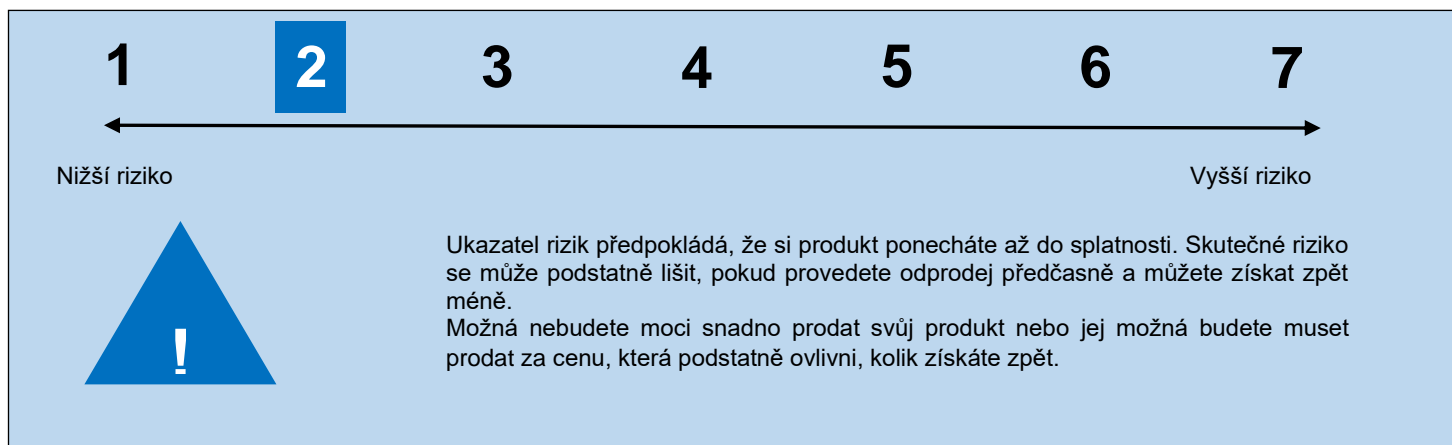 1 2 3 4 5 6 7
Nižší riziko Vyšší riziko
Ukazatel rizik předpokládá, že si produkt ponecháte až do splatnosti. Skutečné riziko
se může podstatně lišit, pokud provedete odprodej předčasně a můžete získat zpět
méně.
Možná nebudete moci snadno prodat svůj produkt nebo jej možná budete muset
prodat za cenu, která podstatně ovlivni, kolik získáte zpět.
!